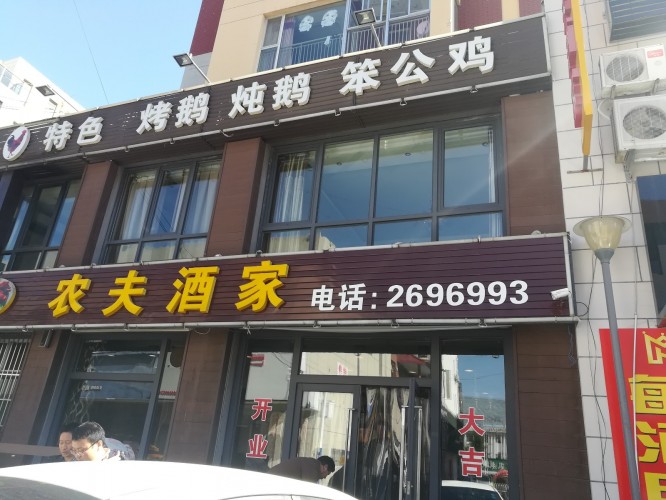 特色 烤鹅 炖鹅 笨公鸡
农夫酒家 电话:2696993
开业
大吉